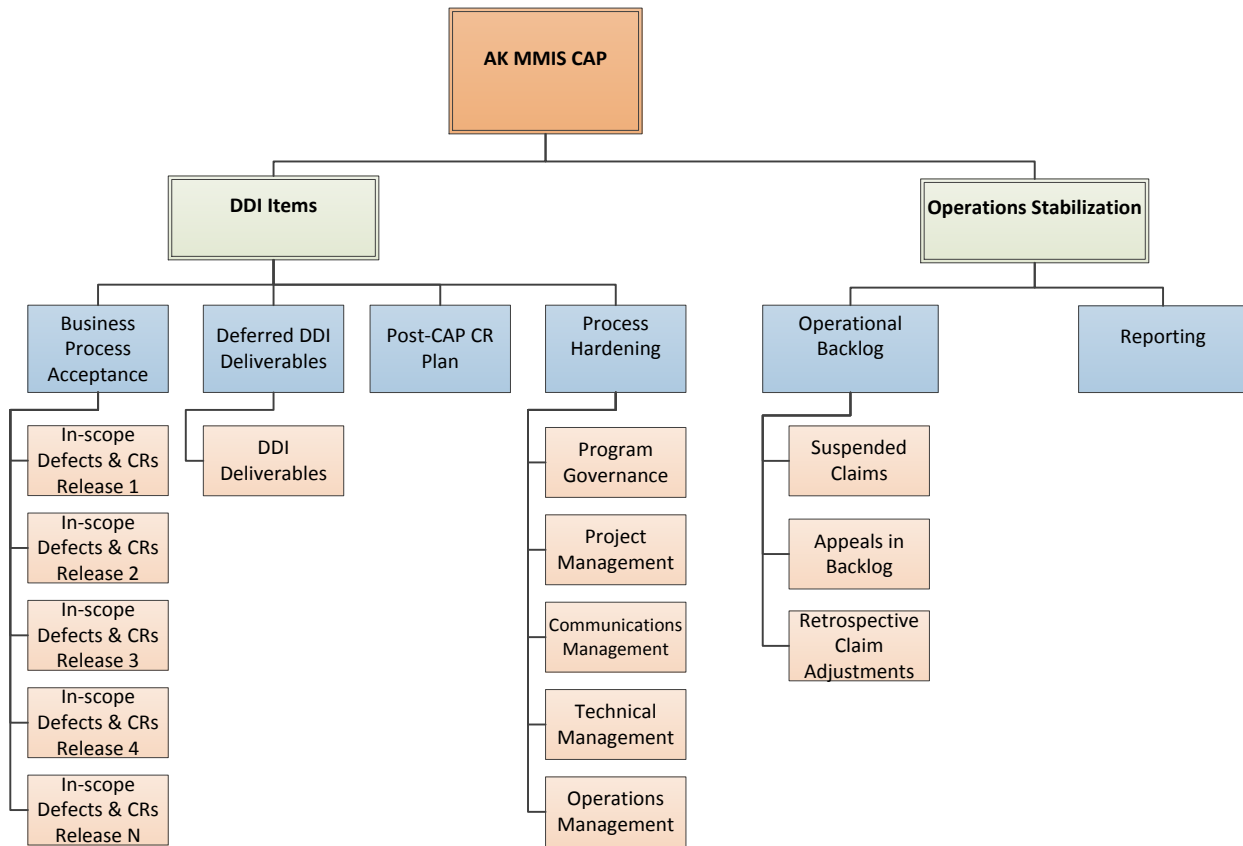 AK MMIS CAP
DDI Items
Operations Stabilization
Business
Process
Acceptance
Deferred DDI
Deliverables
Post-CAP CR
Plan
Process
Hardening
Operational
Backlog
Reporting
In-scope
Defects & CRs
Release 1
In-scope
Defects & CRs
Release 2
In-scope
Defects & CRs
Release 3
In-scope
Defects & CRs
Release 4
In-scope
Defects & CRs
Release N
DDI
Deliverables
Program
Governance
Project
Management
Communications
Management
Technical
Management
Operations
Management
Suspended
Claims
Appeals in
Backlog
Retrospective
Claim
Adjustments